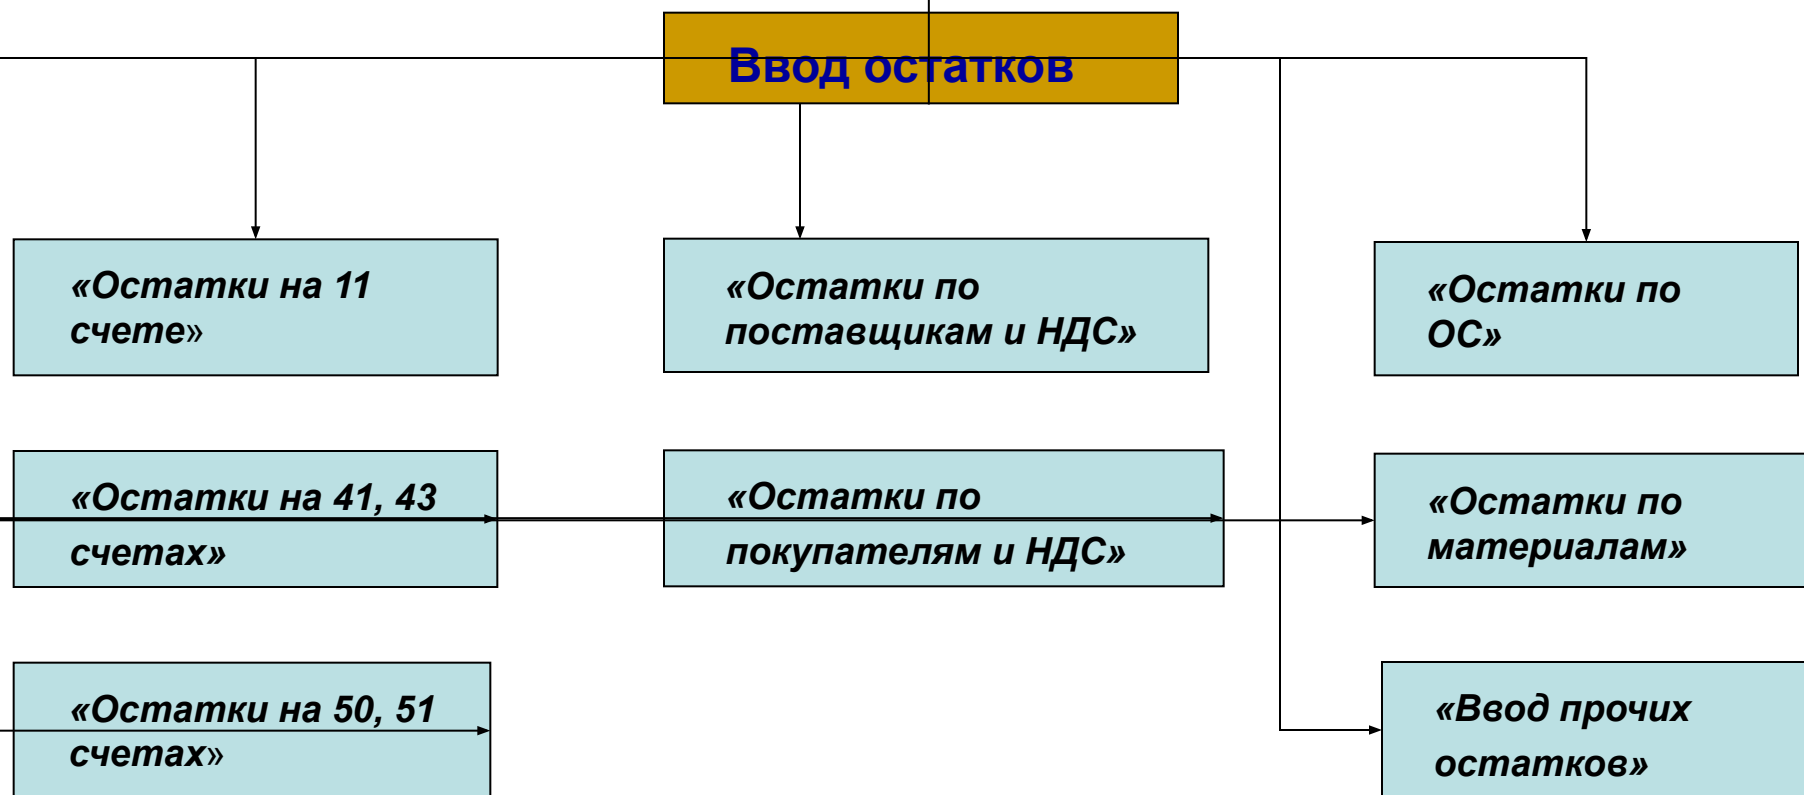 Ввод остатков
«Остатки на 11
счете»
«Остатки по
поставщикам и НДС»
«Остатки по
ОС»
«Остатки на 41, 43
счетах»
«Остатки по
покупателям и НДС»
«Остатки по
материалам»
«Остатки на 50, 51
счетах»
«Ввод прочих
остатков»